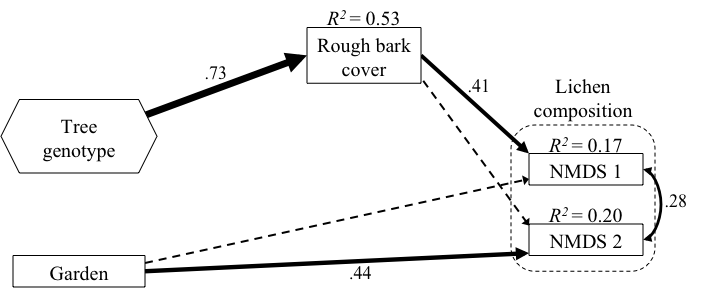 R² = 0.53
Rough bark
cover
.73
.41
Lichen
composition
Tree
genotype
R² = 0.17
NMDS 1
.28
R² = 0.20
NMDS 2
Garden
.44